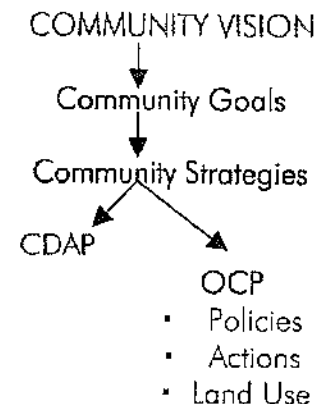 COMMUNITY VISION
Community Goals
Community Strategies
CDAP
OCP
▪ Policies
▪ Actions
▪ Land Use